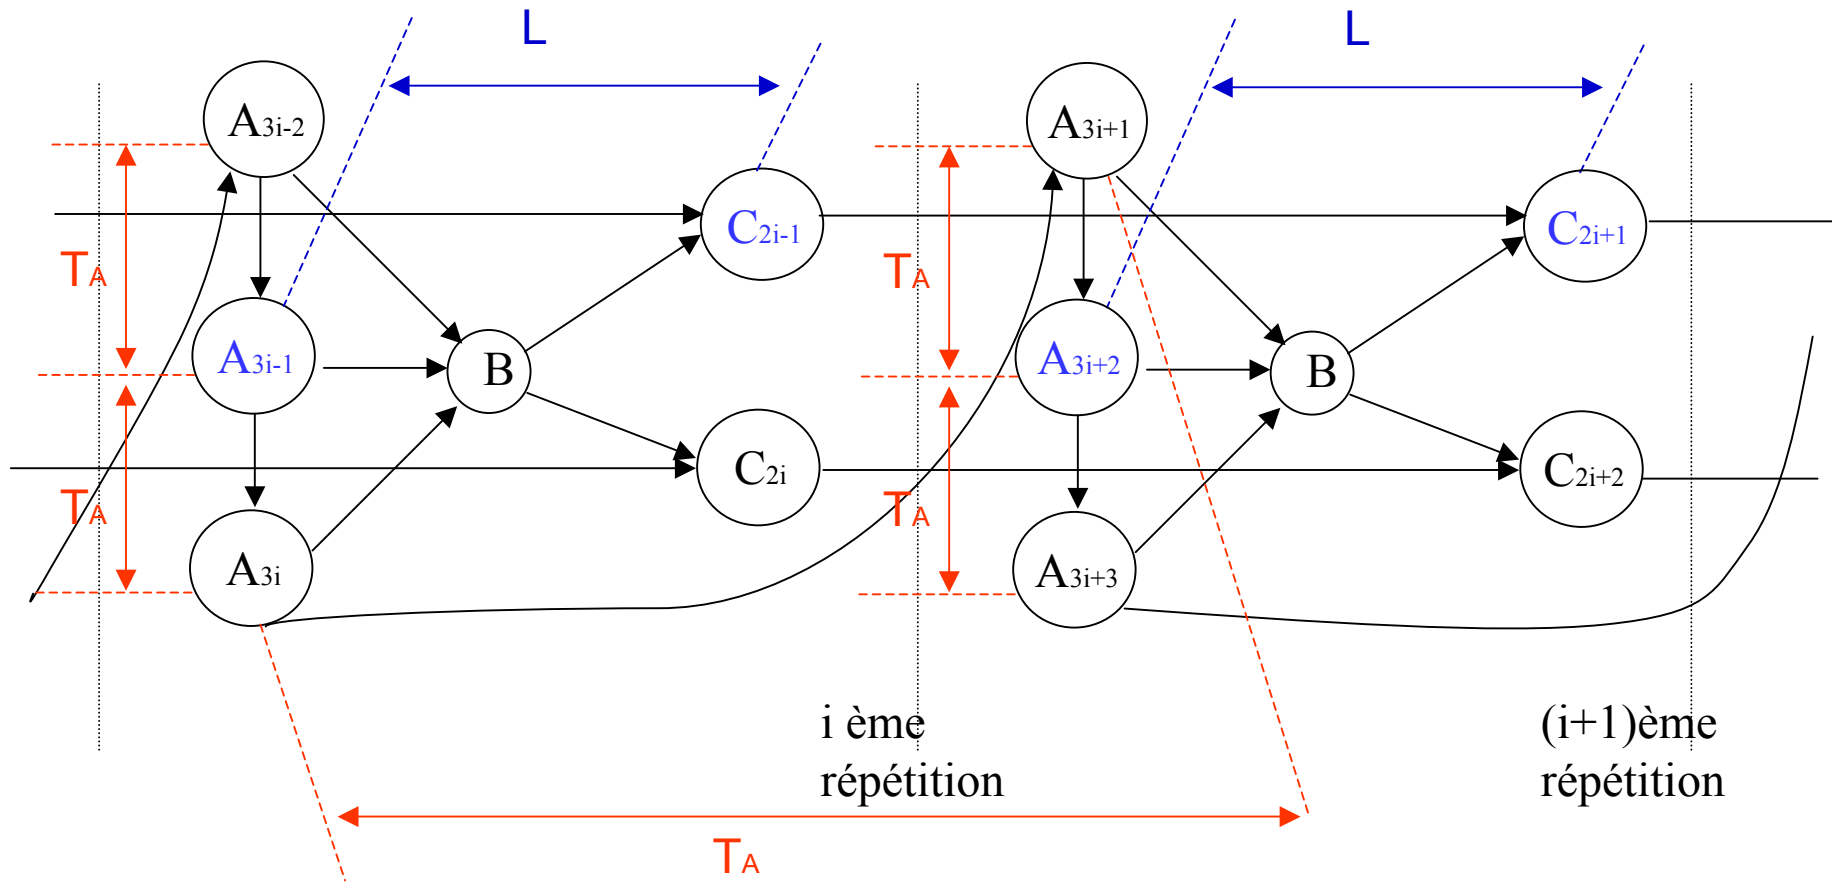 L
L
A3i-2
A3i+1
C2i-1
C2i+1
TA
TA
A3i-1
B
A3i+2
B
C2i
C2i+2
TA
TA
A3i
A3i+3
i ème
répétition
(i+1)ème
répétition
TA